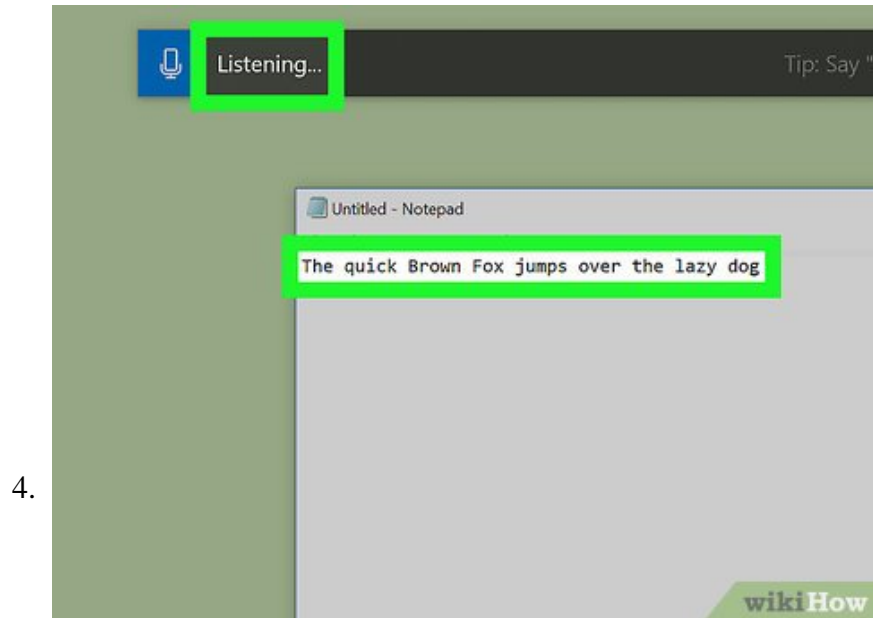 Listening...
Tip: Say "
Untitled - Notepad
The quick Brown Fox jumps over the lazy dog
4.
wikiHow